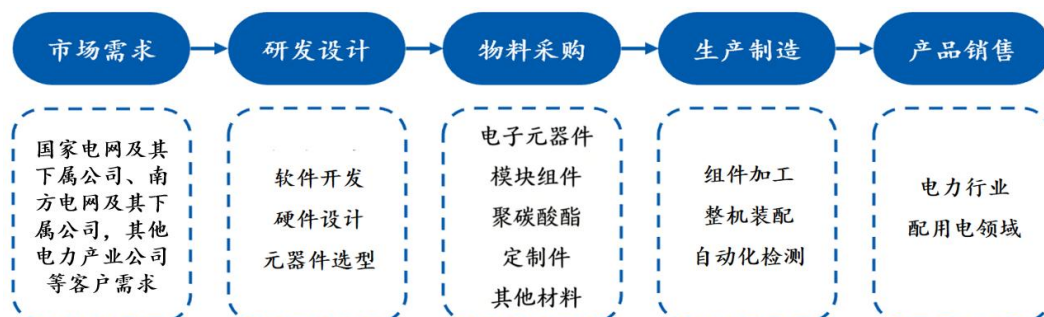 市场需求
研发设计
物料采购
生产制造
产品销售
国家电网及其
下属公司、南
方电网及其下
属公司，其他
电力产业公司
等客户需求
软件开发
硬件设计
元器件选型
电子元器件
模块组件
聚碳酸酯
定制件
其他材料
组件加工
整机装配
自动化检测
电力行业
配用电领域